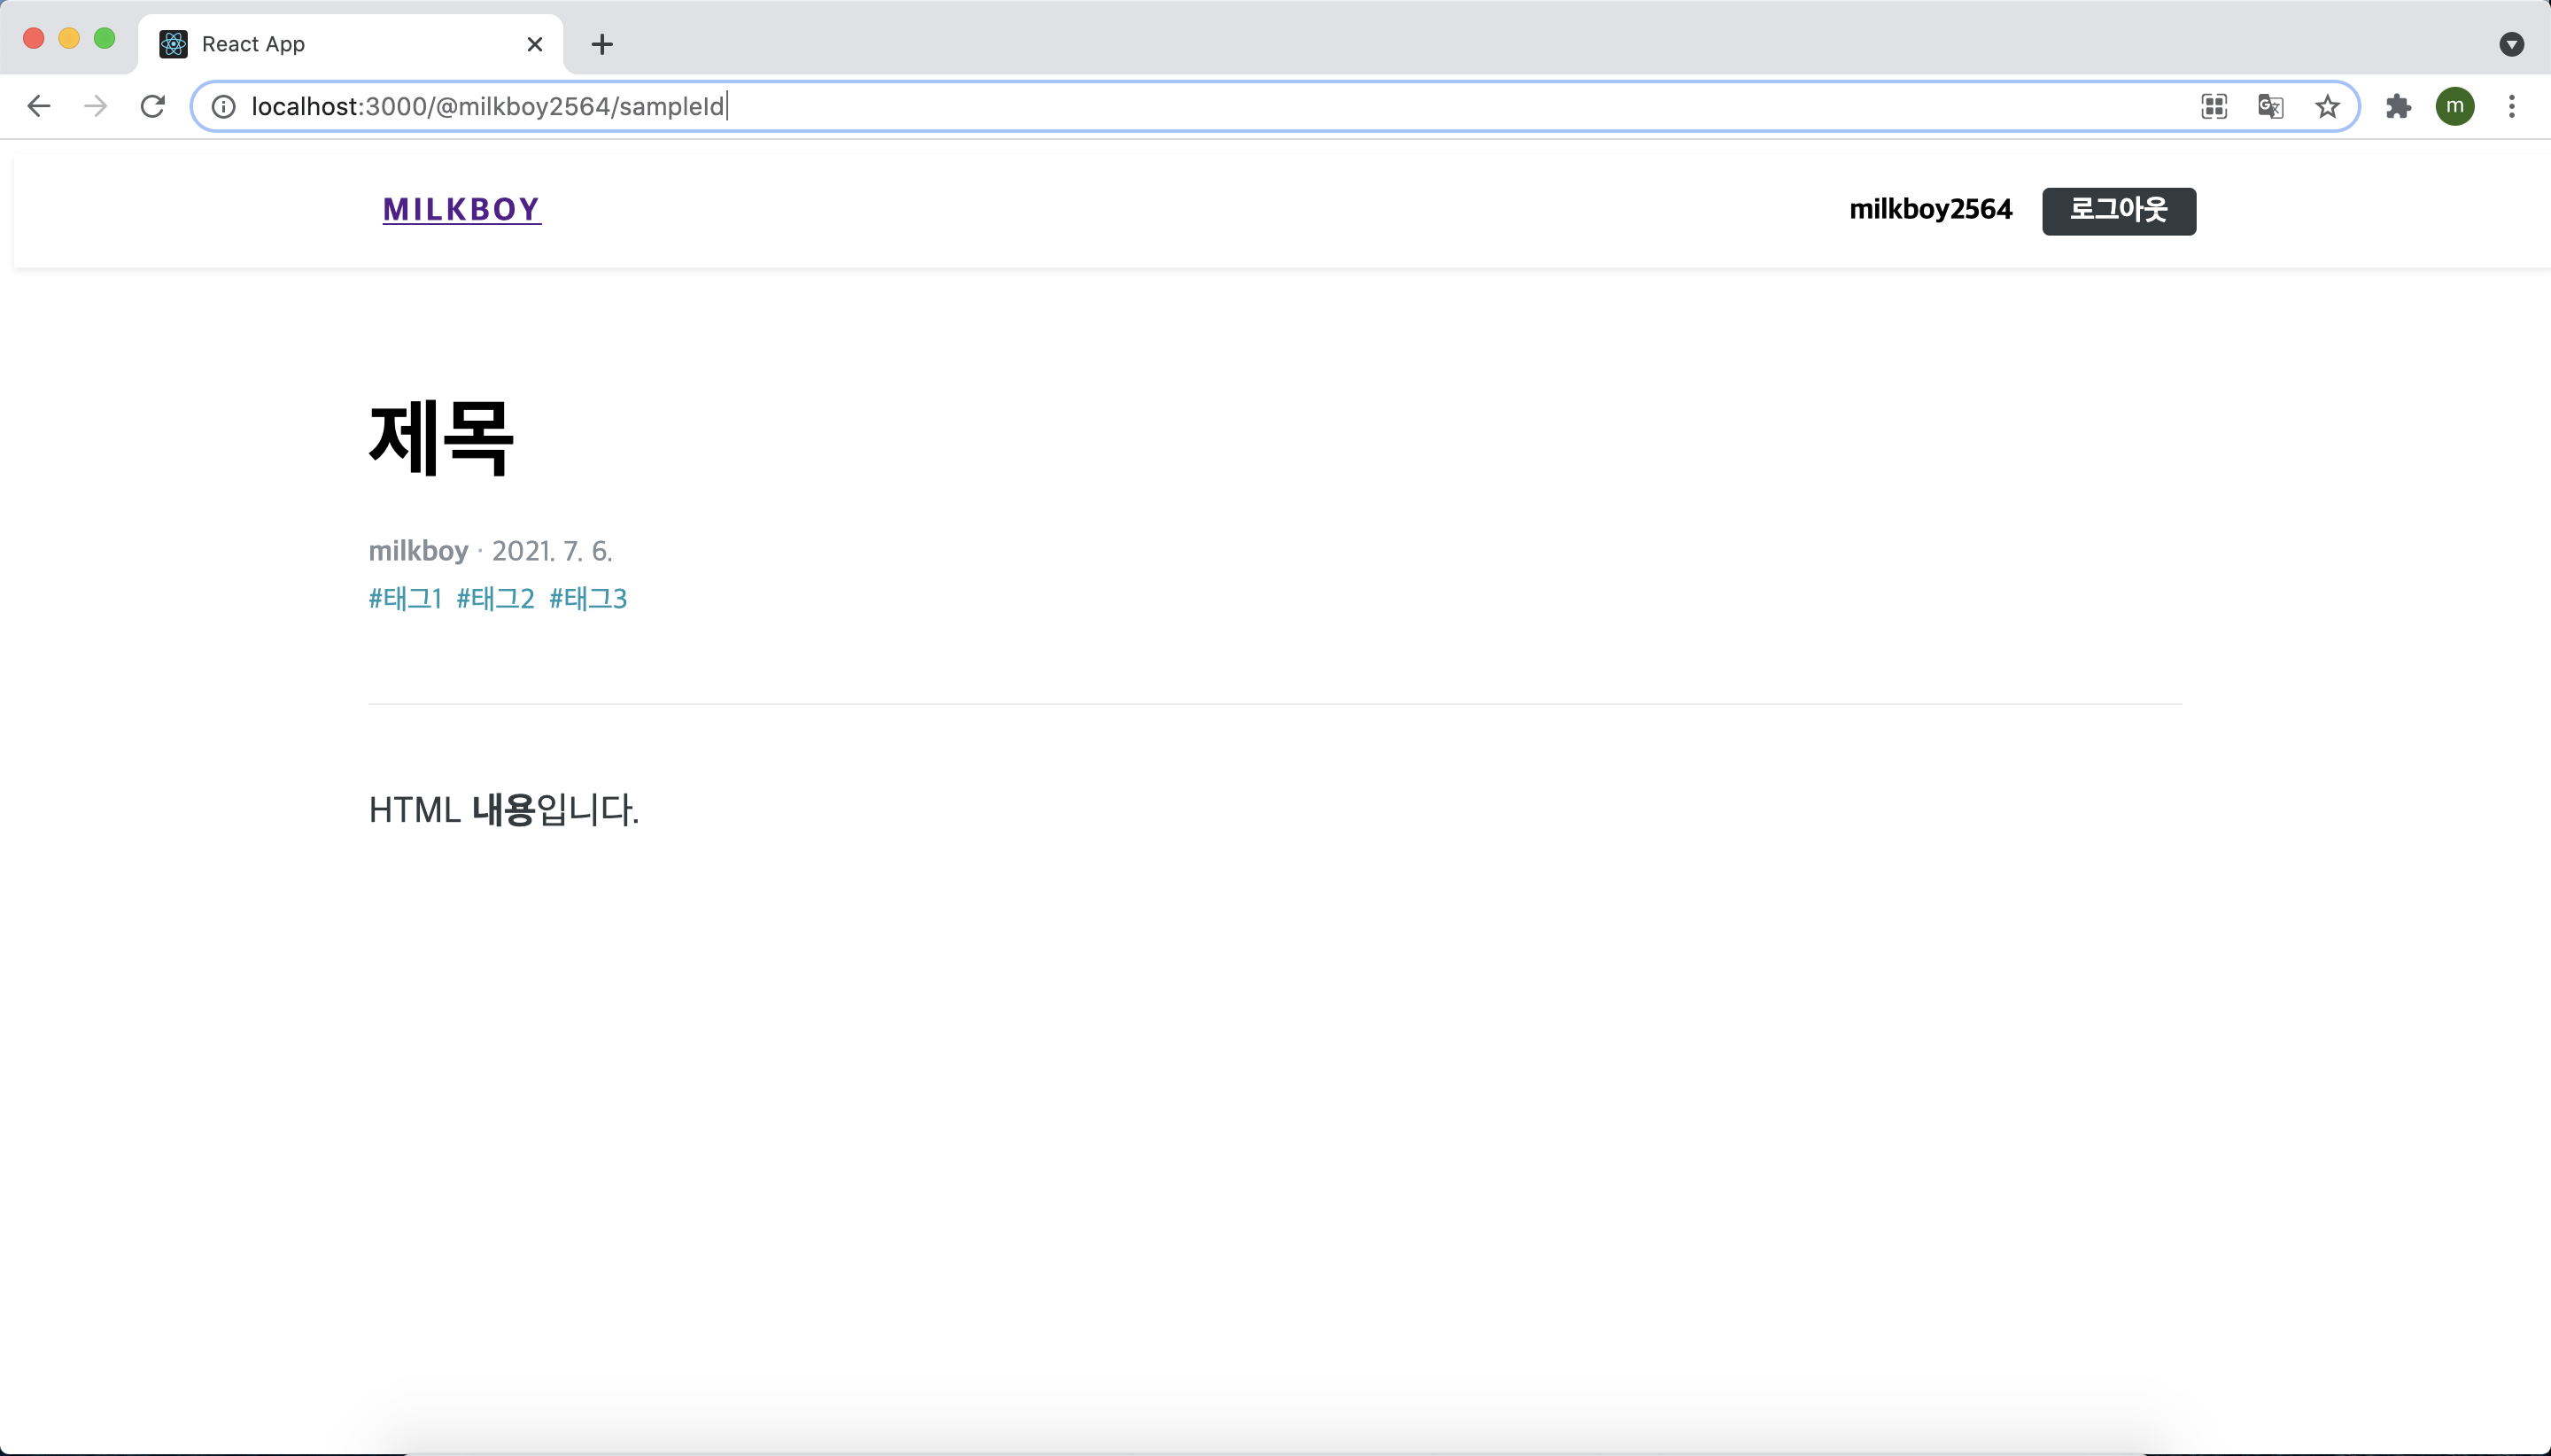 React App
localhost:3000/@milkboy2564/sampleId
m
MILKBOY
milkboy2564 로그아웃
제목
milkboy · 2021. 7. 6.
#태그1 #태그2 #태그3
HTML 내용입니다.